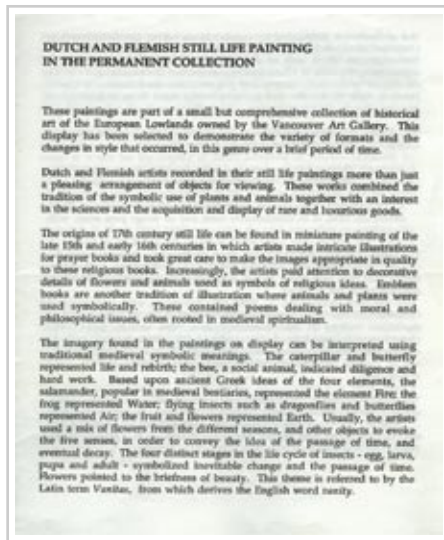 DUTCH AND FLEMISH STILL LIFE PAINTING
IN THE PERMANENT COLLECTION
These paintings are part of a small but comprehensive collection of historical
art of the European Lowlands owned by the Vancouver Art Gallery. This
display has been selected to demonstrate the variety of formats and the
changes in style that occurred, in this genre over a brief period of time.
Dutch and Flemish artists recorded in their still life paintings more than just
a pleasing arrangement of objects for viewing. These works combined the
tradition of the symbolic use of plants and animals together with an interest
in the sciences and the acquisition and display of rare and luxurious goods.
The origins of 17th century still life can be found in miniature painting of the
late 15th and early 16th centuries in which artists made intricate illustrations
for prayer books and took great care to make the images appropriate in quality
to these religious books. Increasingly, the artists paid attention to decorative
details of flowers and animals used as symbols of religious ideas. Emblem
books are another tradition of illustration where animals and plants were
used symbolically. These contained poems dealing with moral and
philosophical issues, often rooted in medieval spiritualism.
The imagery found in the paintings on display can be interpreted using
traditional medieval symbolic meanings. The caterpillar and butterfly
represented life and rebirth; the bee, a social animal, indicated diligence and
hard work. Based upon ancient Greek ideas of the four elements, the
salamander, popular in medieval bestiaries, represented the element Fire; the
frog represented Water; flying insects such as dragonflies and butterflies
represented Air; the fruit and flowers represented Earth. Usually, the artists
used a mix of flowers from the different seasons, and other objects to evoke
the five senses, in order to convey the idea of the passage of time, and
eventual decay. The four distinct stages in the life cycle of insects - egg, larva,
pupa and adult - symbolized inevitable change and the passage of time.
Flowers pointed to the briefness of beauty. This theme is referred to by the
Latin term Vanitas, from which derives the English word vanity.